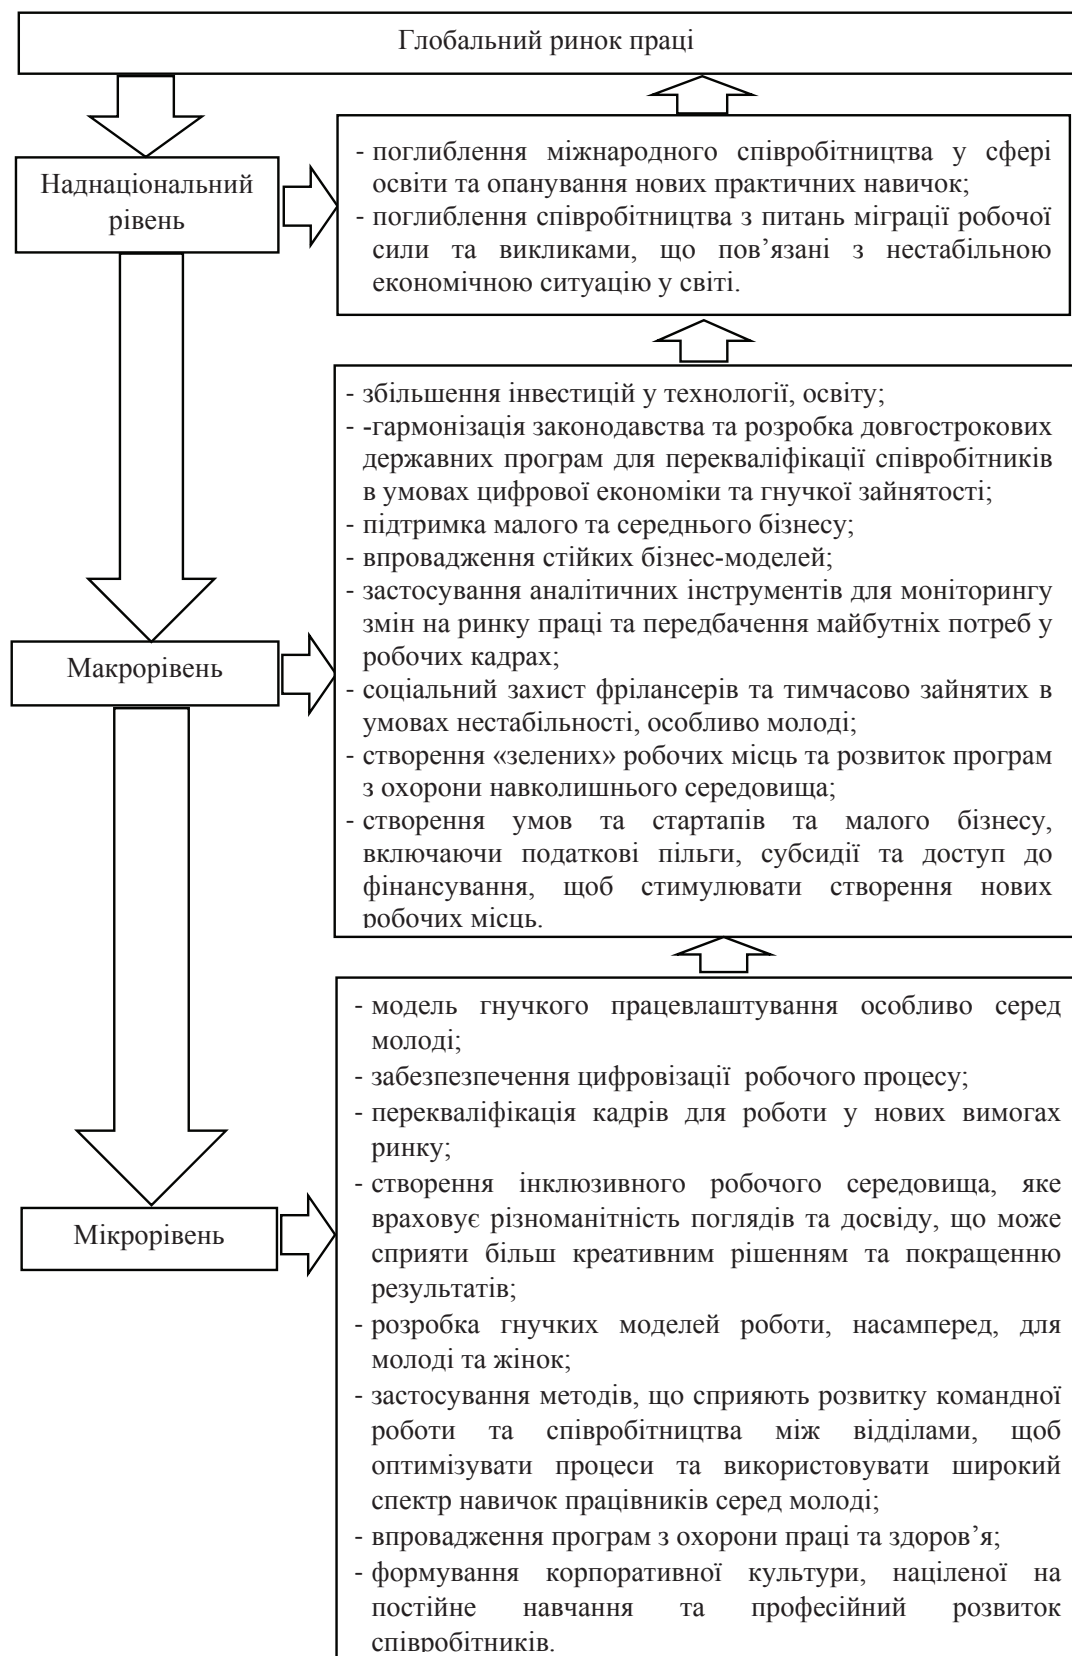 Глобальний ринок праці
Наднаціональний
рівень
- поглиблення міжнародного співробітництва у сфері
освіти та опанування нових практичних навичок;
- поглиблення співробітництва з питань міграції робочої
сили та викликами, що пов’язані з нестабільною
економічною ситуацію у світі.
Макрорівень
- збільшення інвестицій у технології, освіту;
- -гармонізація законодавства та розробка довгострокових
державних програм для перекваліфікації співробітників
в умовах цифрової економіки та гнучкої зайнятості;
- підтримка малого та середнього бізнесу;
- впровадження стійких бізнес-моделей;
- застосування аналітичних інструментів для моніторингу
змін на ринку праці та передбачення майбутніх потреб у
робочих кадрах;
- соціальний захист фрілансерів та тимчасово зайнятих в
умовах нестабільності, особливо молоді;
- створення «зелених» робочих місць та розвиток програм
з охорони навколишнього середовища;
- створення умов та стартапів та малого бізнесу,
включаючи податкові пільги, субсидії та доступ до
фінансування, щоб стимулювати створення нових
робочих місць.
Мікрорівень
- модель гнучкого працевлаштування особливо серед
молоді;
- забезпезпечення цифровізації робочого процесу;
- перекваліфікація кадрів для роботи у нових вимогах
ринку;
- створення інклюзивного робочого середовища, яке
враховує різноманітність поглядів та досвіду, що може
сприяти більш креативним рішенням та покращенню
результатів;
- розробка гнучких моделей роботи, насамперед, для
молоді та жінок;
- застосування методів, що сприяють розвитку командної
роботи та співробітництва між відділами, щоб
оптимізувати процеси та використовувати широкий
спектр навичок працівників серед молоді;
- впровадження програм з охорони праці та здоров’я;
- формування корпоративної культури, націленої на
постійне навчання та професійний розвиток
співробітників.